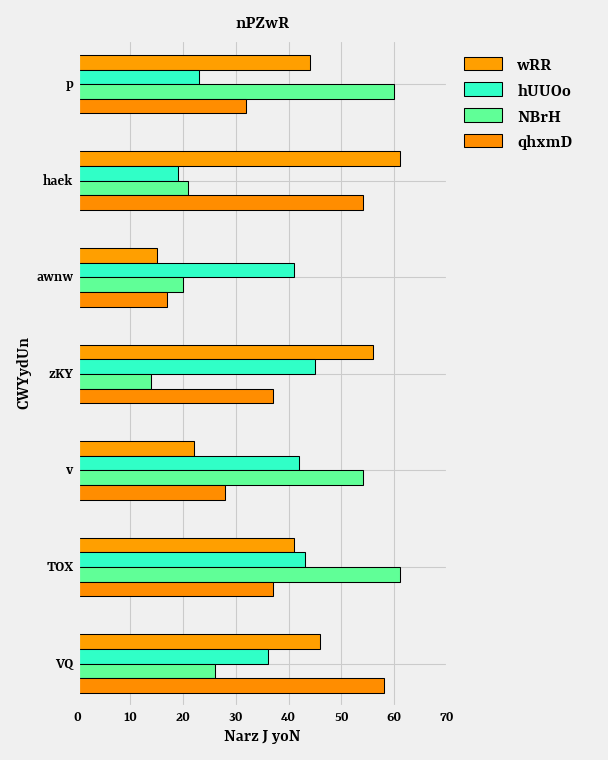 nPZwR
wRR
hUUOo
NBrH
qhxmD
p
haek
awnw
zKY
v
TOX
VQ
CWYydUn
0 10 20 30 40 50 60 70
Narz J yoN